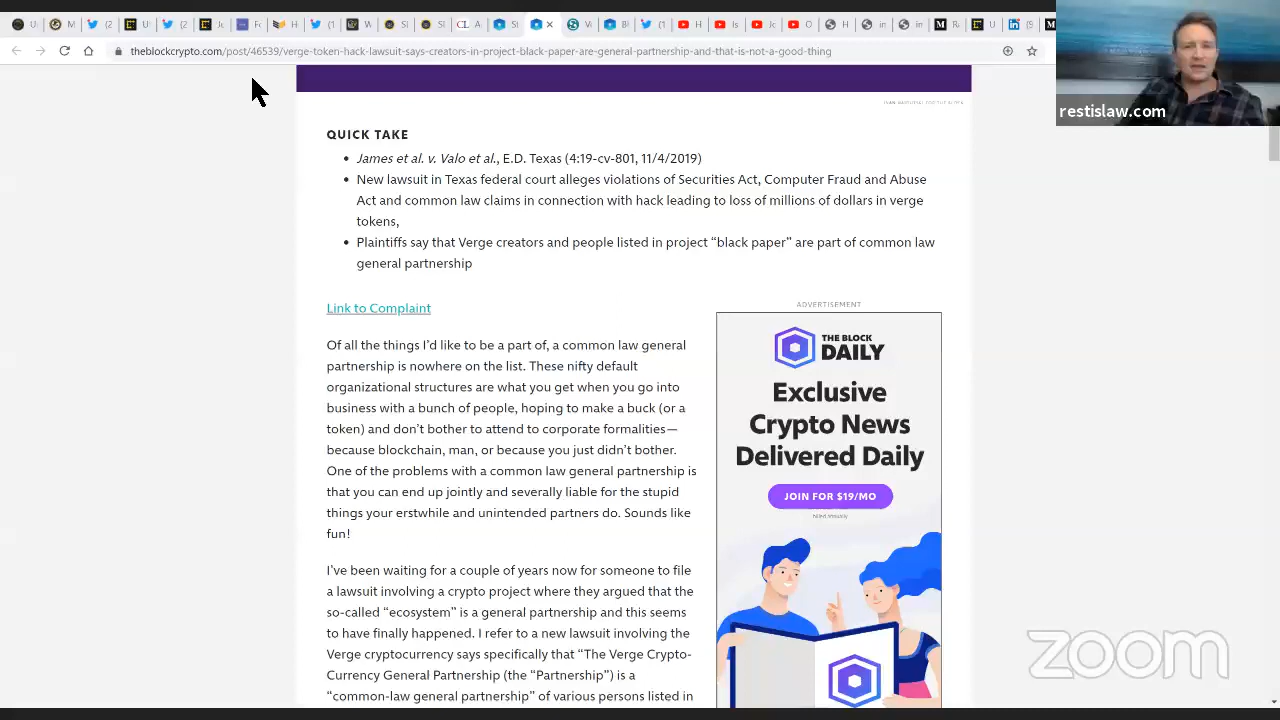 theblockcrypto.com/post/46539/verge-token-hack-lawsuit-says-creators-in-project-black-paper-are-general-partnership-and-that-is-not-a-good-thing
restislaw.com
QUICK TAKE
James et al. v. Valo et al., E.D. Texas (4:19-cv-801, 11/4/2019)
New lawsuit in Texas federal court alleges violations of Securities Act, Computer Fraud and Abuse
Act and common law claims in connection with hack leading to loss of millions of dollars in verge
tokens,
Plaintiffs say that Verge creators and people listed in project “black paper” are part of common law
general partnership
Link to Complaint
Of all the things I’d like to be a part of, a common law general
partnership is nowhere on the list. These nifty default
organizational structures are what you get when you go into
business with a bunch of people, hoping to make a buck (or a
token) and don’t bother to attend to corporate formalities—
because blockchain, man, or because you just didn’t bother.
One of the problems with a common law general partnership is
that you can end up jointly and severally liable for the stupid
things your erstwhile and unintended partners do. Sounds like
fun!
I’ve been waiting for a couple of years now for someone to file
a lawsuit involving a crypto project where they argued that the
so-called “ecosystem” is a general partnership and this seems
to have finally happened. I refer to a new lawsuit involving the
Verge cryptocurrency says specifically that “The Verge Crypto-
Currency General Partnership (the “Partnership”) is a
“common-law general partnership” of various persons listed in
ADVERTISEMENT
THE BLOCK
DAILY
Exclusive
Crypto News
Delivered Daily
JOIN FOR $19/MO
zoom